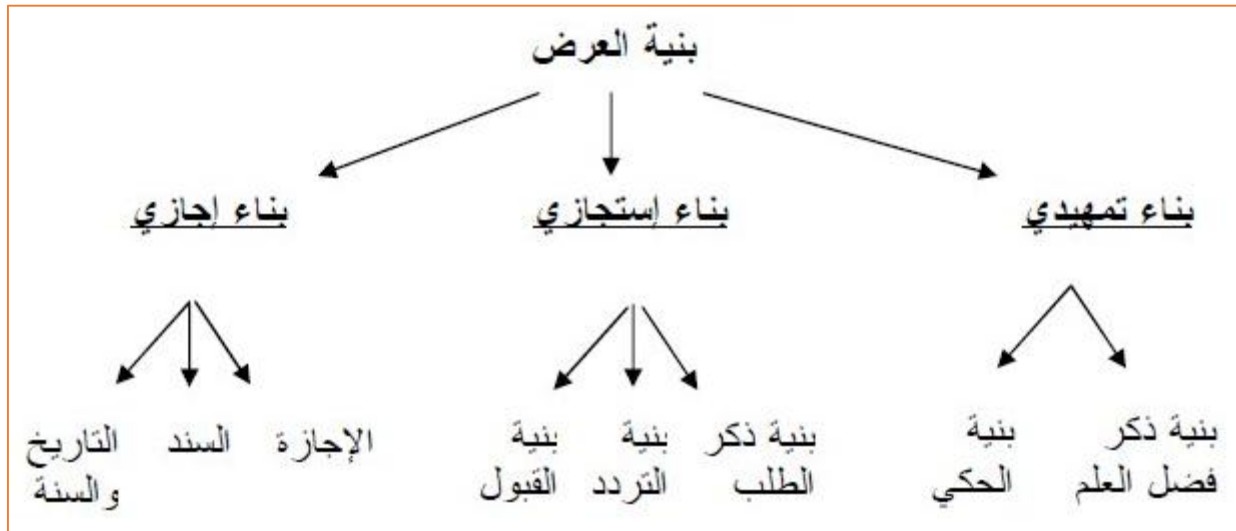 بنية العرض
بناء تمهيدي
بناء إستجازي
بناء إجازي
بنية ذكر
فضل العلم
بنية
الحكي
بنية ذكر
الطلب
بنية
التردد
بنية
القبول
الإجازة
السند
التاريخ
والسنة